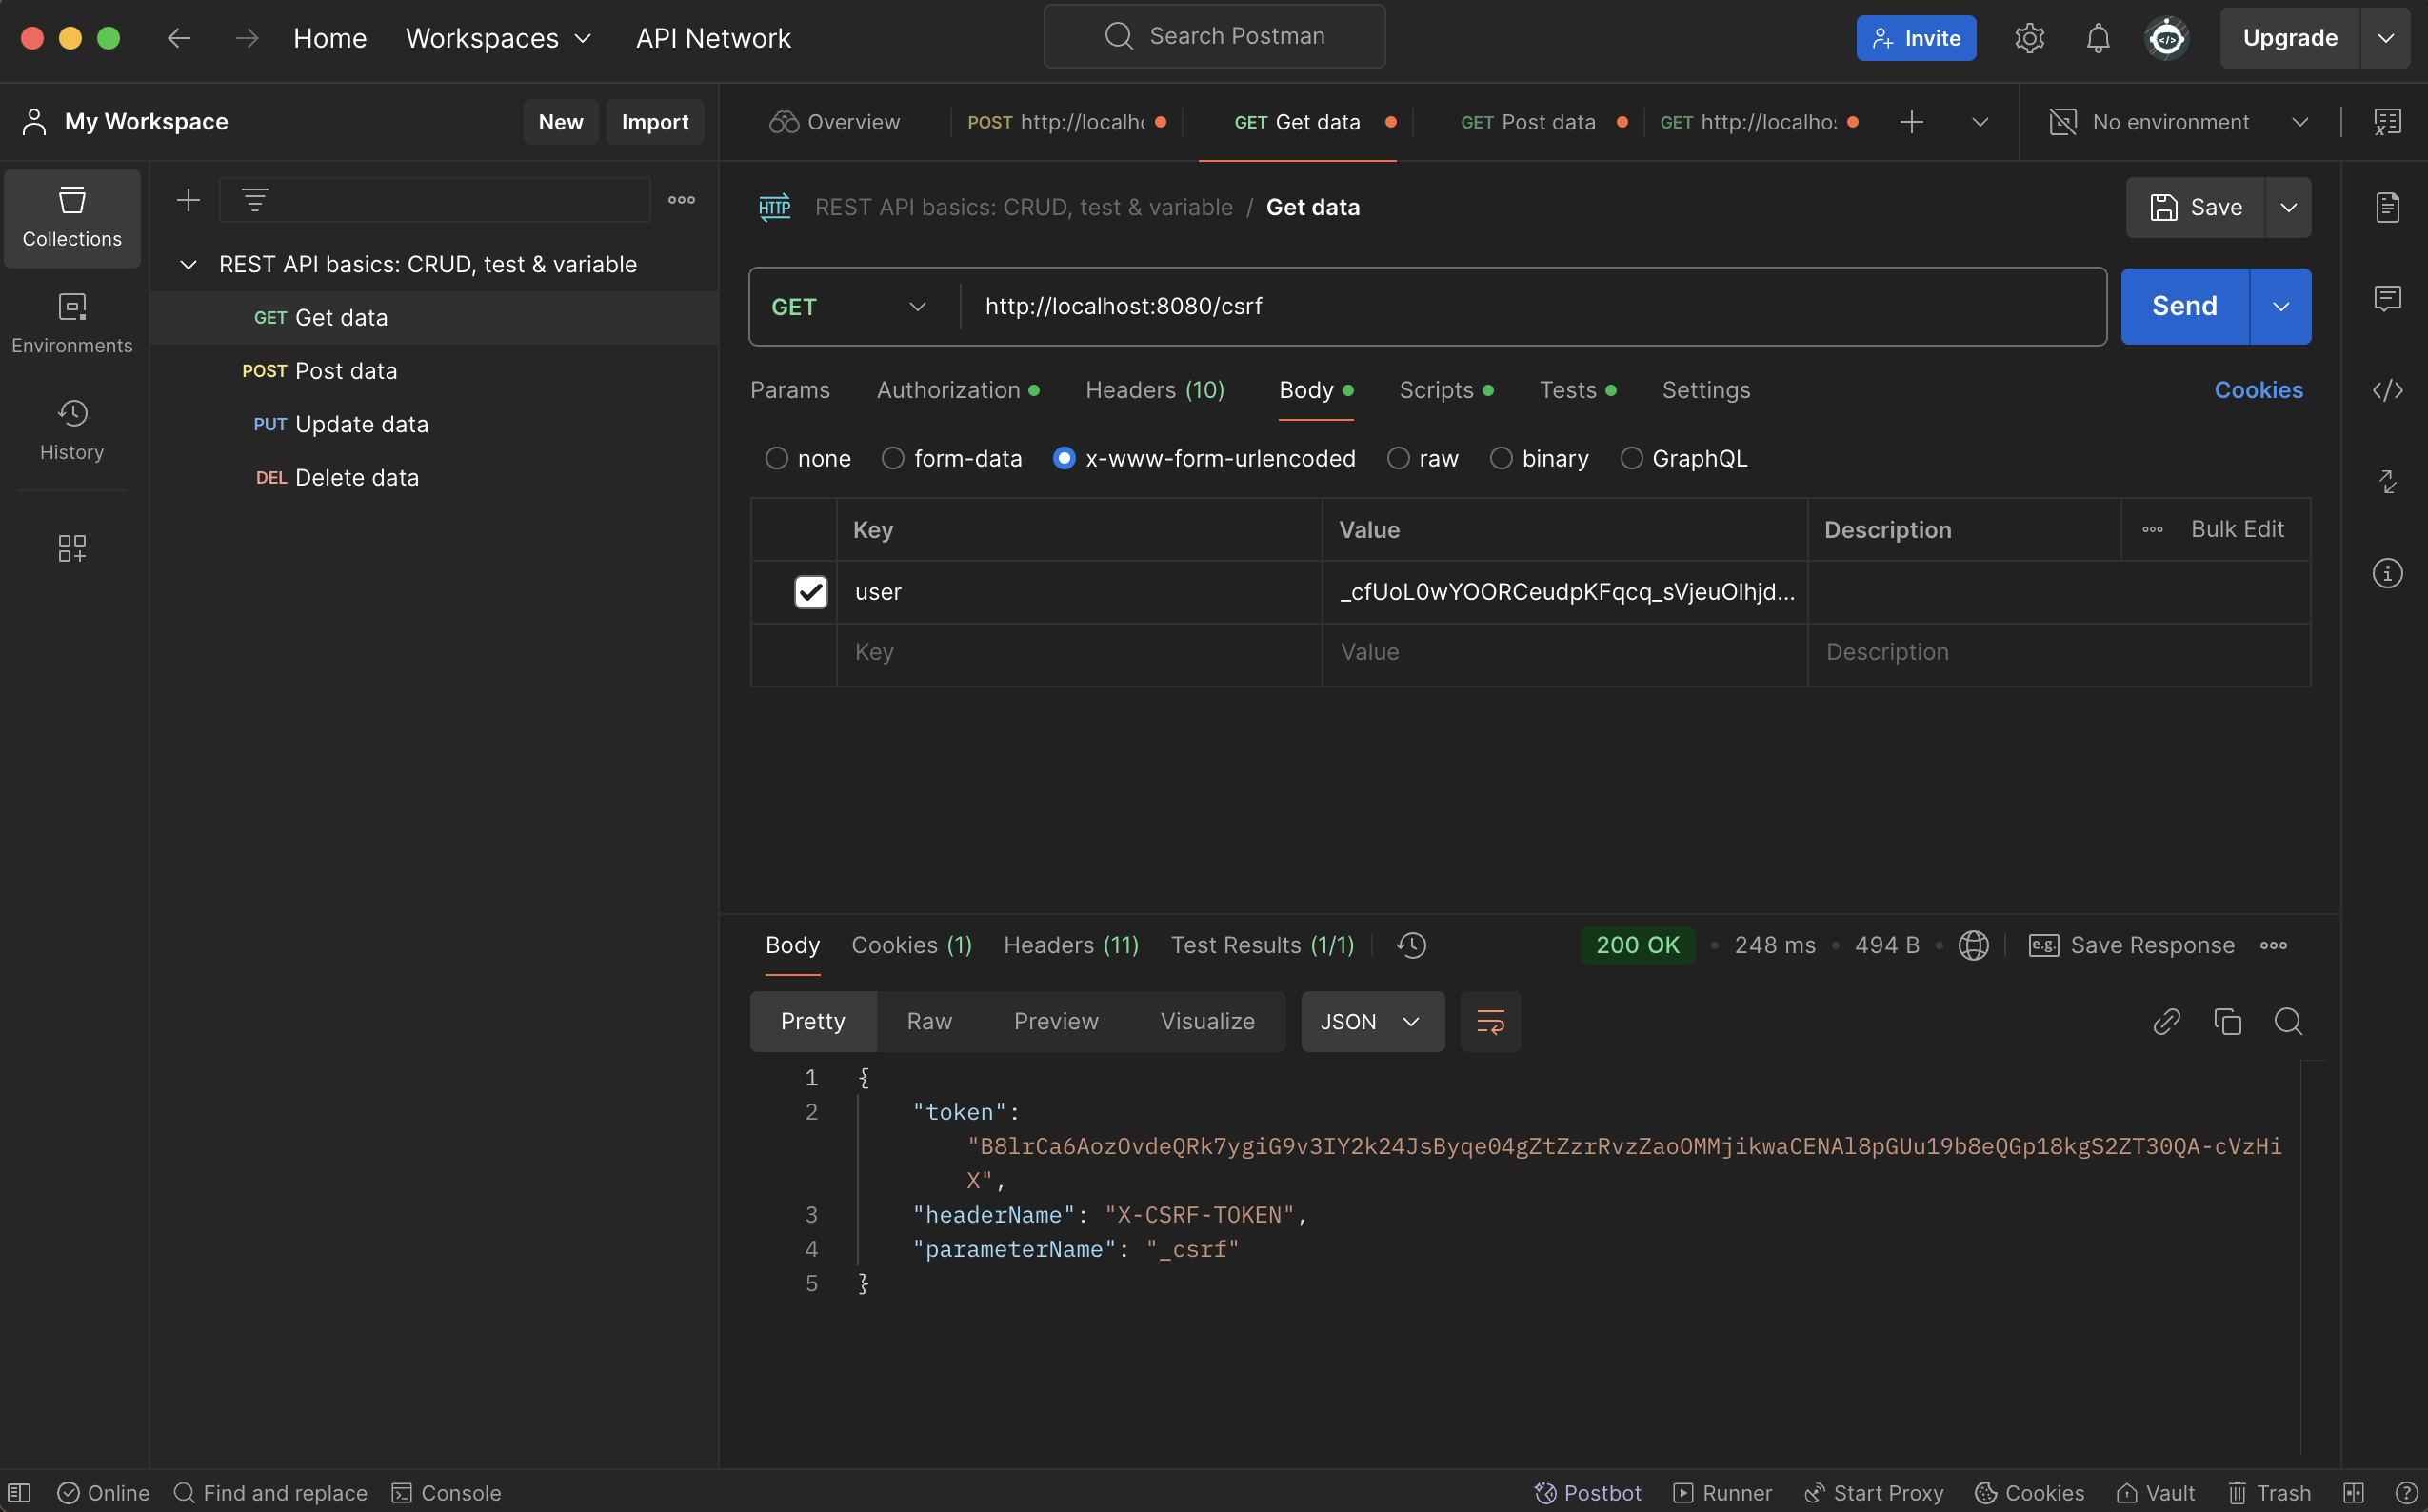 Home Workspaces API Network
Search Postman
Invite
Upgrade
My Workspace
New Import
Overview
POST http://localh
GET Get data
GET Post data
GET http://localho
No environment
Collections
Environments
History
REST API basics: CRUD, test & variable
GET Get data
POST Post data
PUT Update data
DEL Delete data
HTTP REST API basics: CRUD, test & variable / Get data
Save
GET http://localhost:8080/csrf
Send
Params Authorization Headers (10) Body Scripts Tests Settings Cookies
none form-data x-www-form-urlencoded raw binary GraphQL
Key Value Description Bulk Edit
user _cfUoL0wYOORCeudpKFqcq_sVjeuOlhjd...
Key Value Description
Body Cookies (1) Headers (11) Test Results (1/1)
200 OK 248 ms 494 B e.g. Save Response
Pretty Raw Preview Visualize JSON
1 {
2 "token":
"B8lrCa6AozOvdeQRk7ygiG9v3IY2k24JsByqe04gZtZzrRvzZaoOMMjikwaCENAl8pGUu19b8eQGp18kgS2ZT30QA-cVzHi
X",
3 "headerName": "X-CSRF-TOKEN",
4 "parameterName": "_csrf"
5 }
Online Find and replace Console
Postbot Runner Start Proxy Cookies Vault Trash